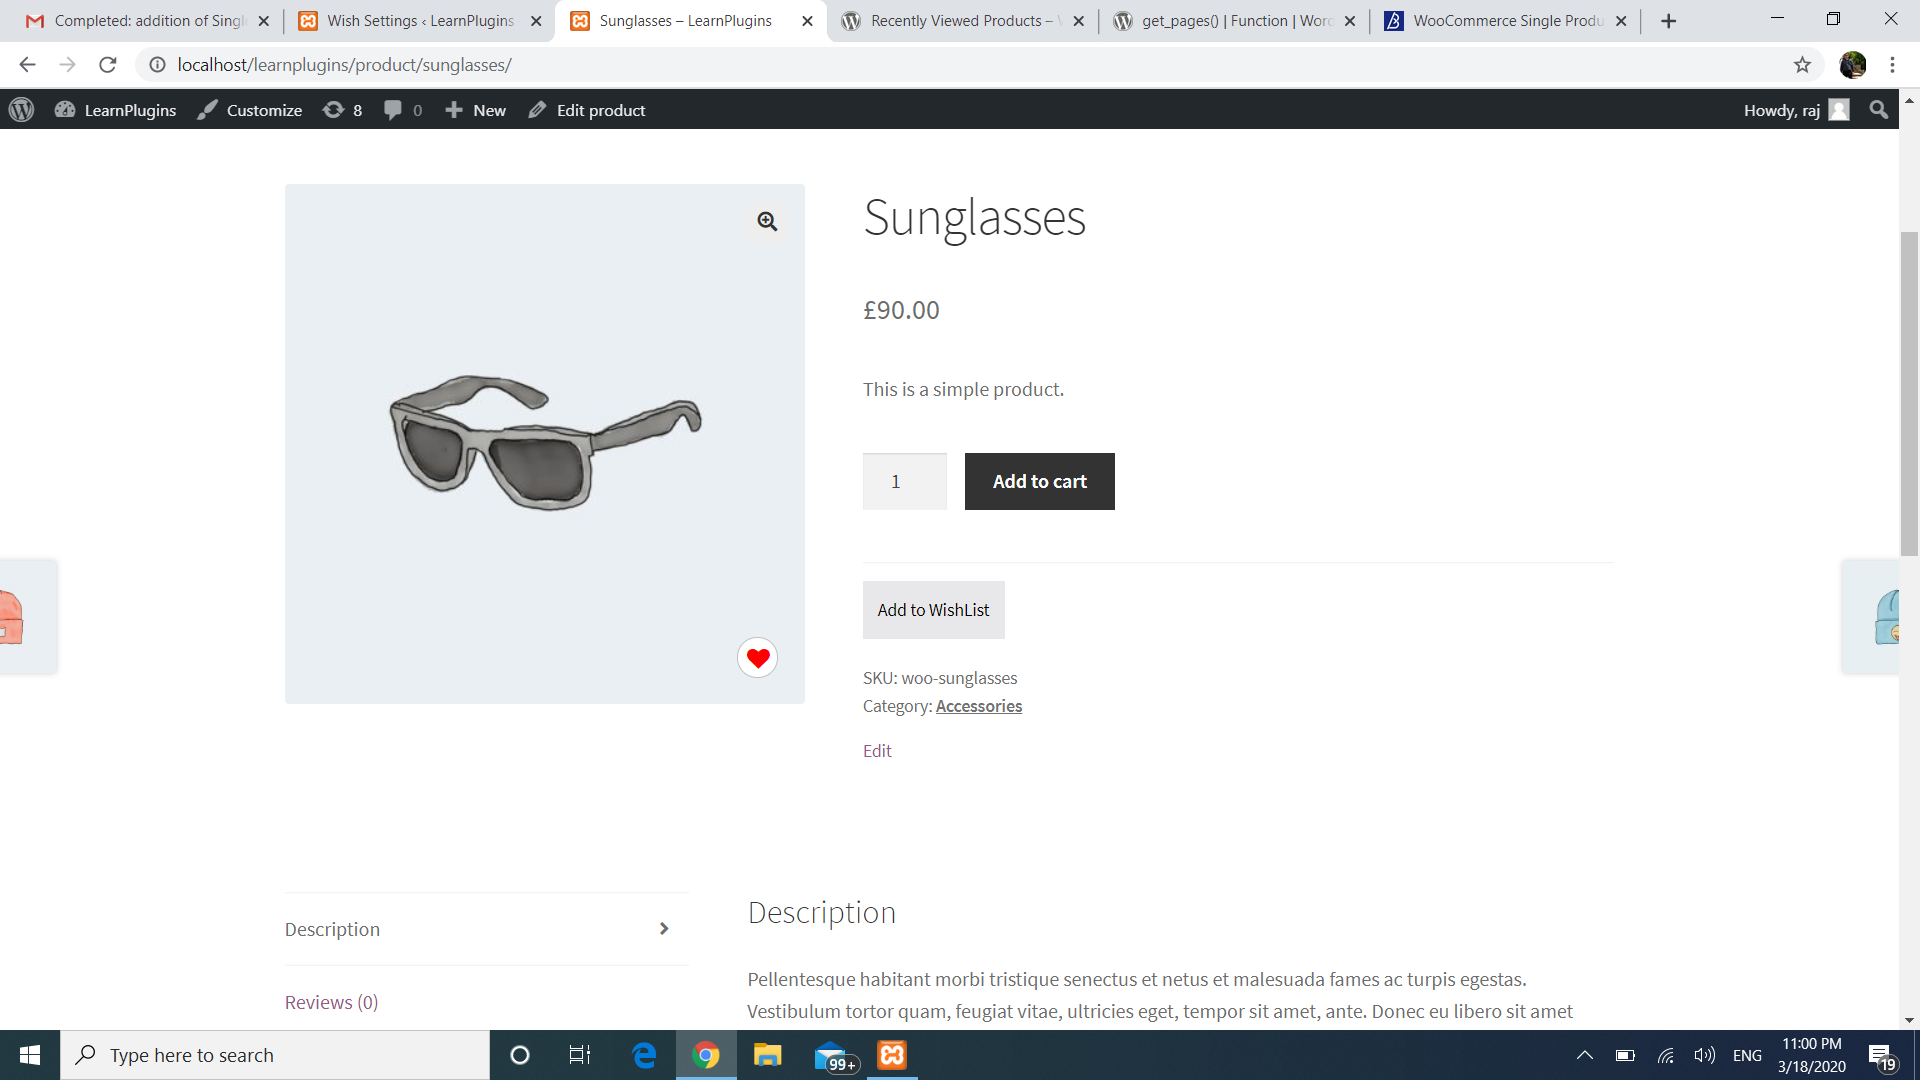 Completed: addition of Singl
Wish Settings ‹ LearnPlugins
Sunglasses – LearnPlugins
Recently Viewed Products –
get_pages() | Function | Wor
WooCommerce Single Produ
localhost/learnplugins/product/sunglasses/
LearnPlugins
Customize
8
0
New
Edit product
Howdy, raj
Sunglasses
£90.00
This is a simple product.
1
Add to cart
Add to WishList
SKU: woo-sunglasses
Category: Accessories
Edit
Description
Reviews (0)
Description
Pellentesque habitant morbi tristique senectus et netus et malesuada fames ac turpis egestas.
Vestibulum tortor quam, feugiat vitae, ultricies eget, tempor sit amet, ante. Donec eu libero sit amet
Type here to search
99+
ENG
11:00 PM
3/18/2020
19